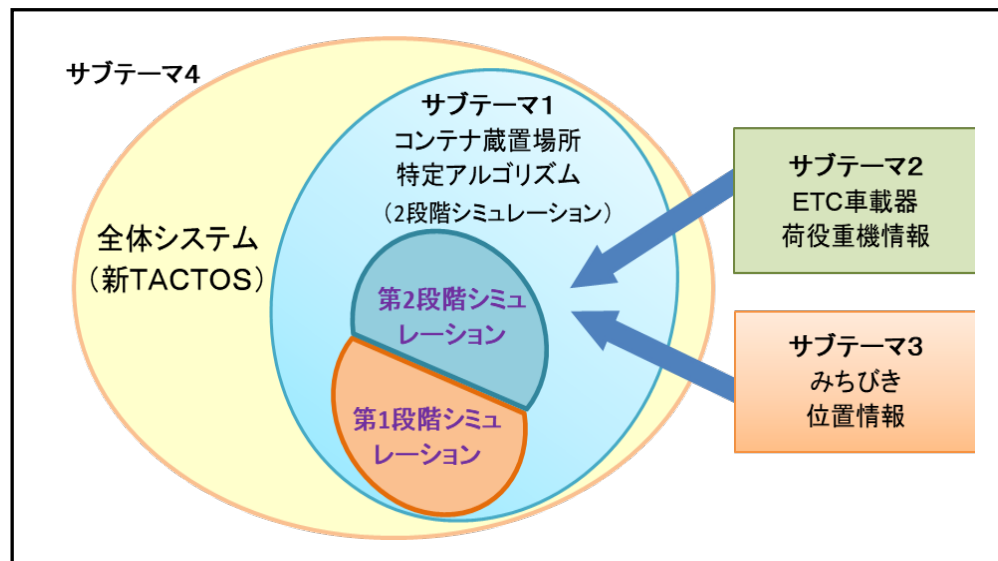 サブテーマ4
全体システム
（新TACTOS）
サブテーマ1
コンテナ蔵置場所
特定アルゴリズム
（2段階シミュレーション）
第2段階シミュ
レーション
第1段階シミュ
レーション
サブテーマ2
ETC車載器
荷役重機情報
サブテーマ3
みちびき
位置情報